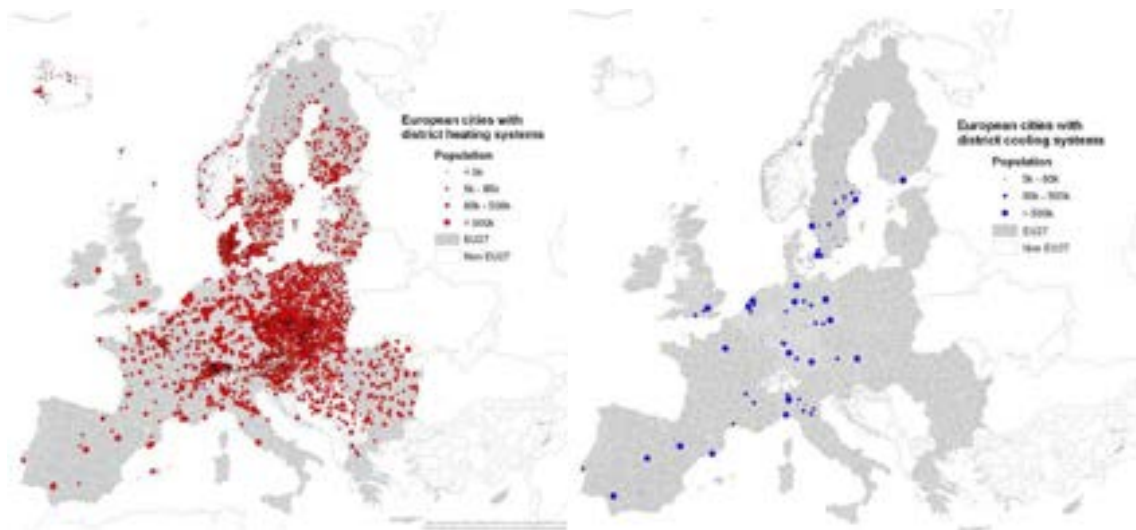 European cities with
district heating systems
Population
< 5k
5k - 50k
50k - 500k
> 500k
EU27
Non EU27
European cities with
district cooling systems
Population
5k - 50k
50k - 500k
> 500k
EU27
Non EU27